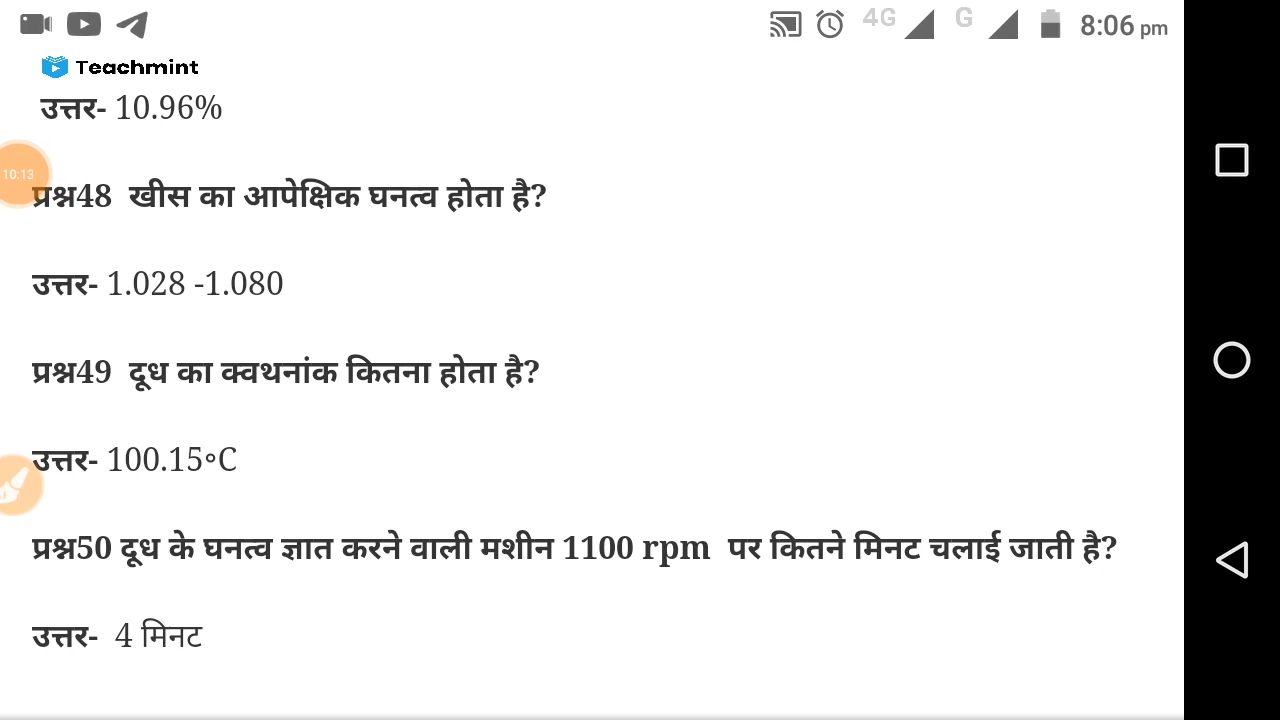 4G G 8:06 pm
Teachmint
उत्तर- 10.96%
10:13
प्रश्न48 खीस का आपेक्षिक घनत्व होता है?
उत्तर- 1.028 -1.080
प्रश्न49 दूध का क्वथनांक कितना होता है?
उत्तर- 100.15°C
प्रश्न50 दूध के घनत्व ज्ञात करने वाली मशीन 1100 rpm पर कितने मिनट चलाई जाती है?
उत्तर- 4 मिनट